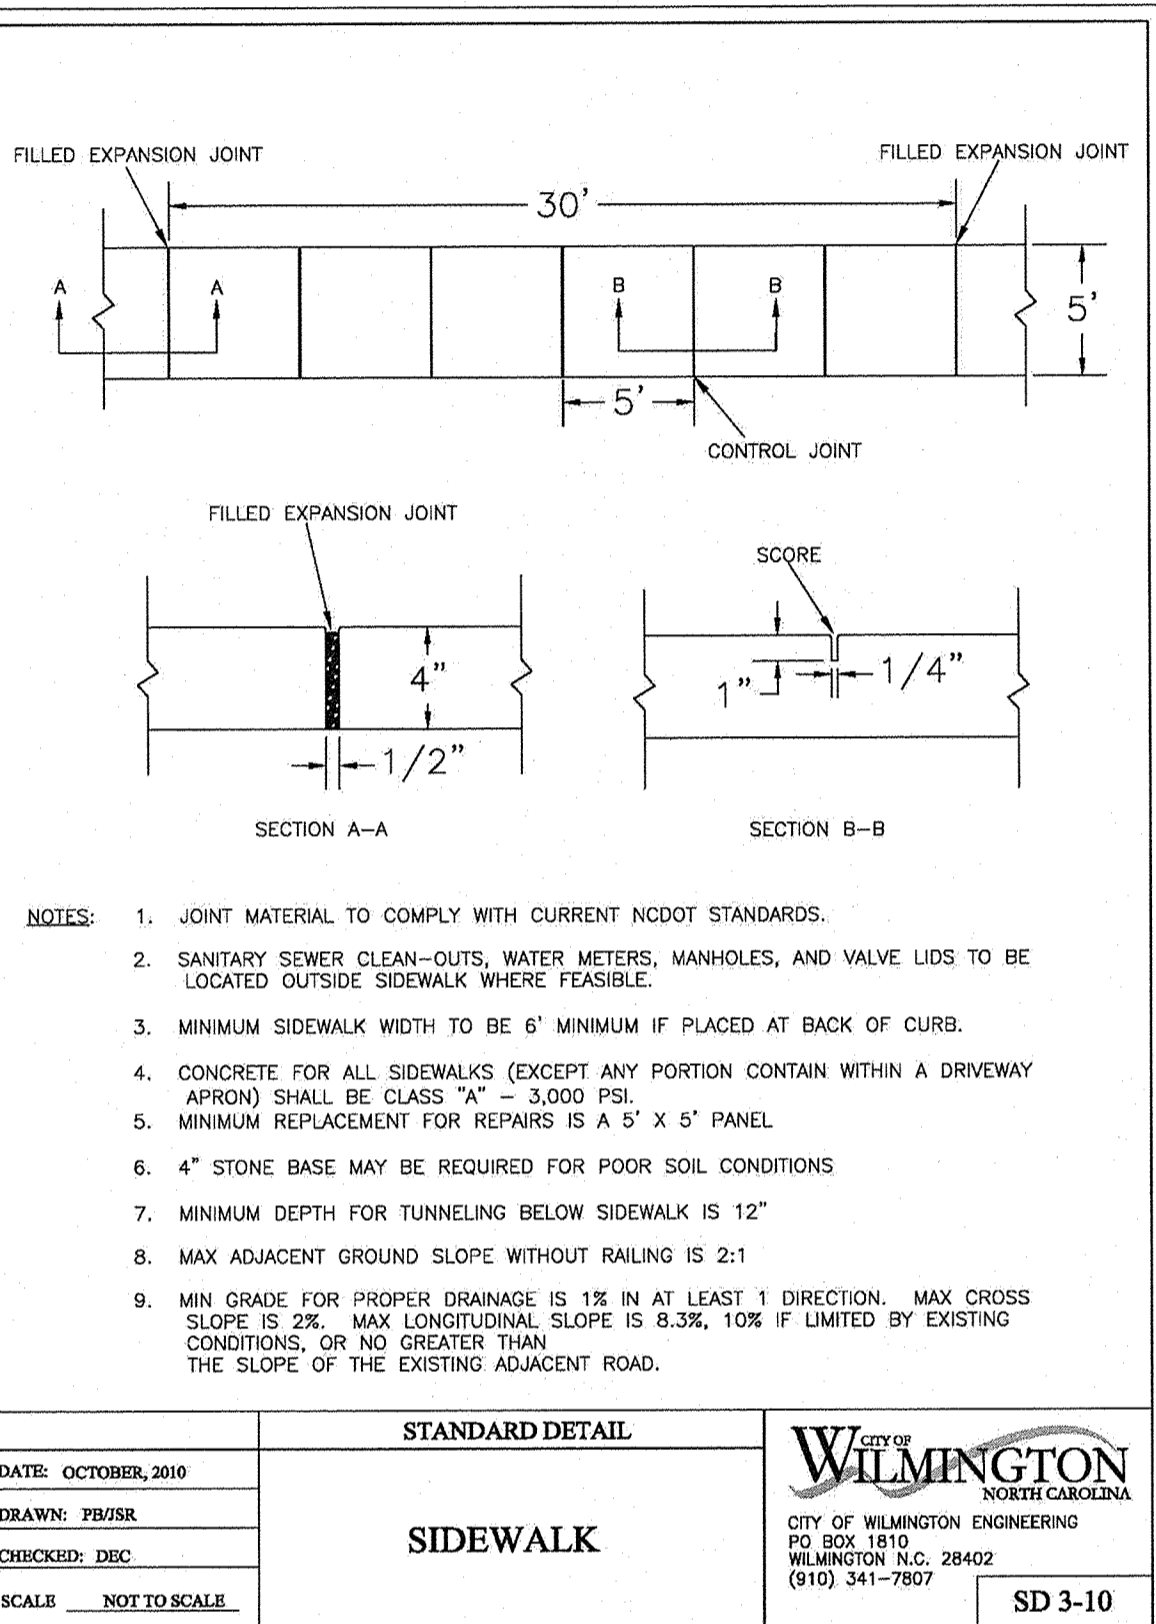 FILLED EXPANSION JOINT
FILLED EXPANSION JOINT
30'
A
A
B
B
5'
5'
CONTROL JOINT
FILLED EXPANSION JOINT
SCORE
4"
1"
1/4"
1/2"
SECTION A-A
SECTION B-B
NOTES:
1. JOINT MATERIAL TO COMPLY WITH CURRENT NCDOT STANDARDS.
2. SANITARY SEWER CLEAN-OUTS, WATER METERS, MANHOLES, AND VALVE LIDS TO BE
LOCATED OUTSIDE SIDEWALK WHERE FEASIBLE.
3. MINIMUM SIDEWALK WIDTH TO BE 6' MINIMUM IF PLACED AT BACK OF CURB.
4. CONCRETE FOR ALL SIDEWALKS (EXCEPT ANY PORTION CONTAIN WITHIN A DRIVEWAY
APRON) SHALL BE CLASS "A" - 3,000 PSI.
5. MINIMUM REPLACEMENT FOR REPAIRS IS A 5' X 5' PANEL
6. 4" STONE BASE MAY BE REQUIRED FOR POOR SOIL CONDITIONS
7. MINIMUM DEPTH FOR TUNNELING BELOW SIDEWALK IS 12"
8. MAX ADJACENT GROUND SLOPE WITHOUT RAILING IS 2:1
9. MIN GRADE FOR PROPER DRAINAGE IS 1% IN AT LEAST 1 DIRECTION. MAX CROSS
SLOPE IS 2%. MAX LONGITUDINAL SLOPE IS 8.3%, 10% IF LIMITED BY EXISTING
CONDITIONS, OR NO GREATER THAN
THE SLOPE OF THE EXISTING ADJACENT ROAD.
DATE: OCTOBER, 2010
DRAWN: PB/JSR
CHECKED: DEC
SCALE NOT TO SCALE
STANDARD DETAIL
SIDEWALK
CITY OF
WILMINGTON
NORTH CAROLINA
CITY OF WILMINGTON ENGINEERING
PO BOX 1810
WILMINGTON N.C. 28402
(910) 341-7807
SD 3-10